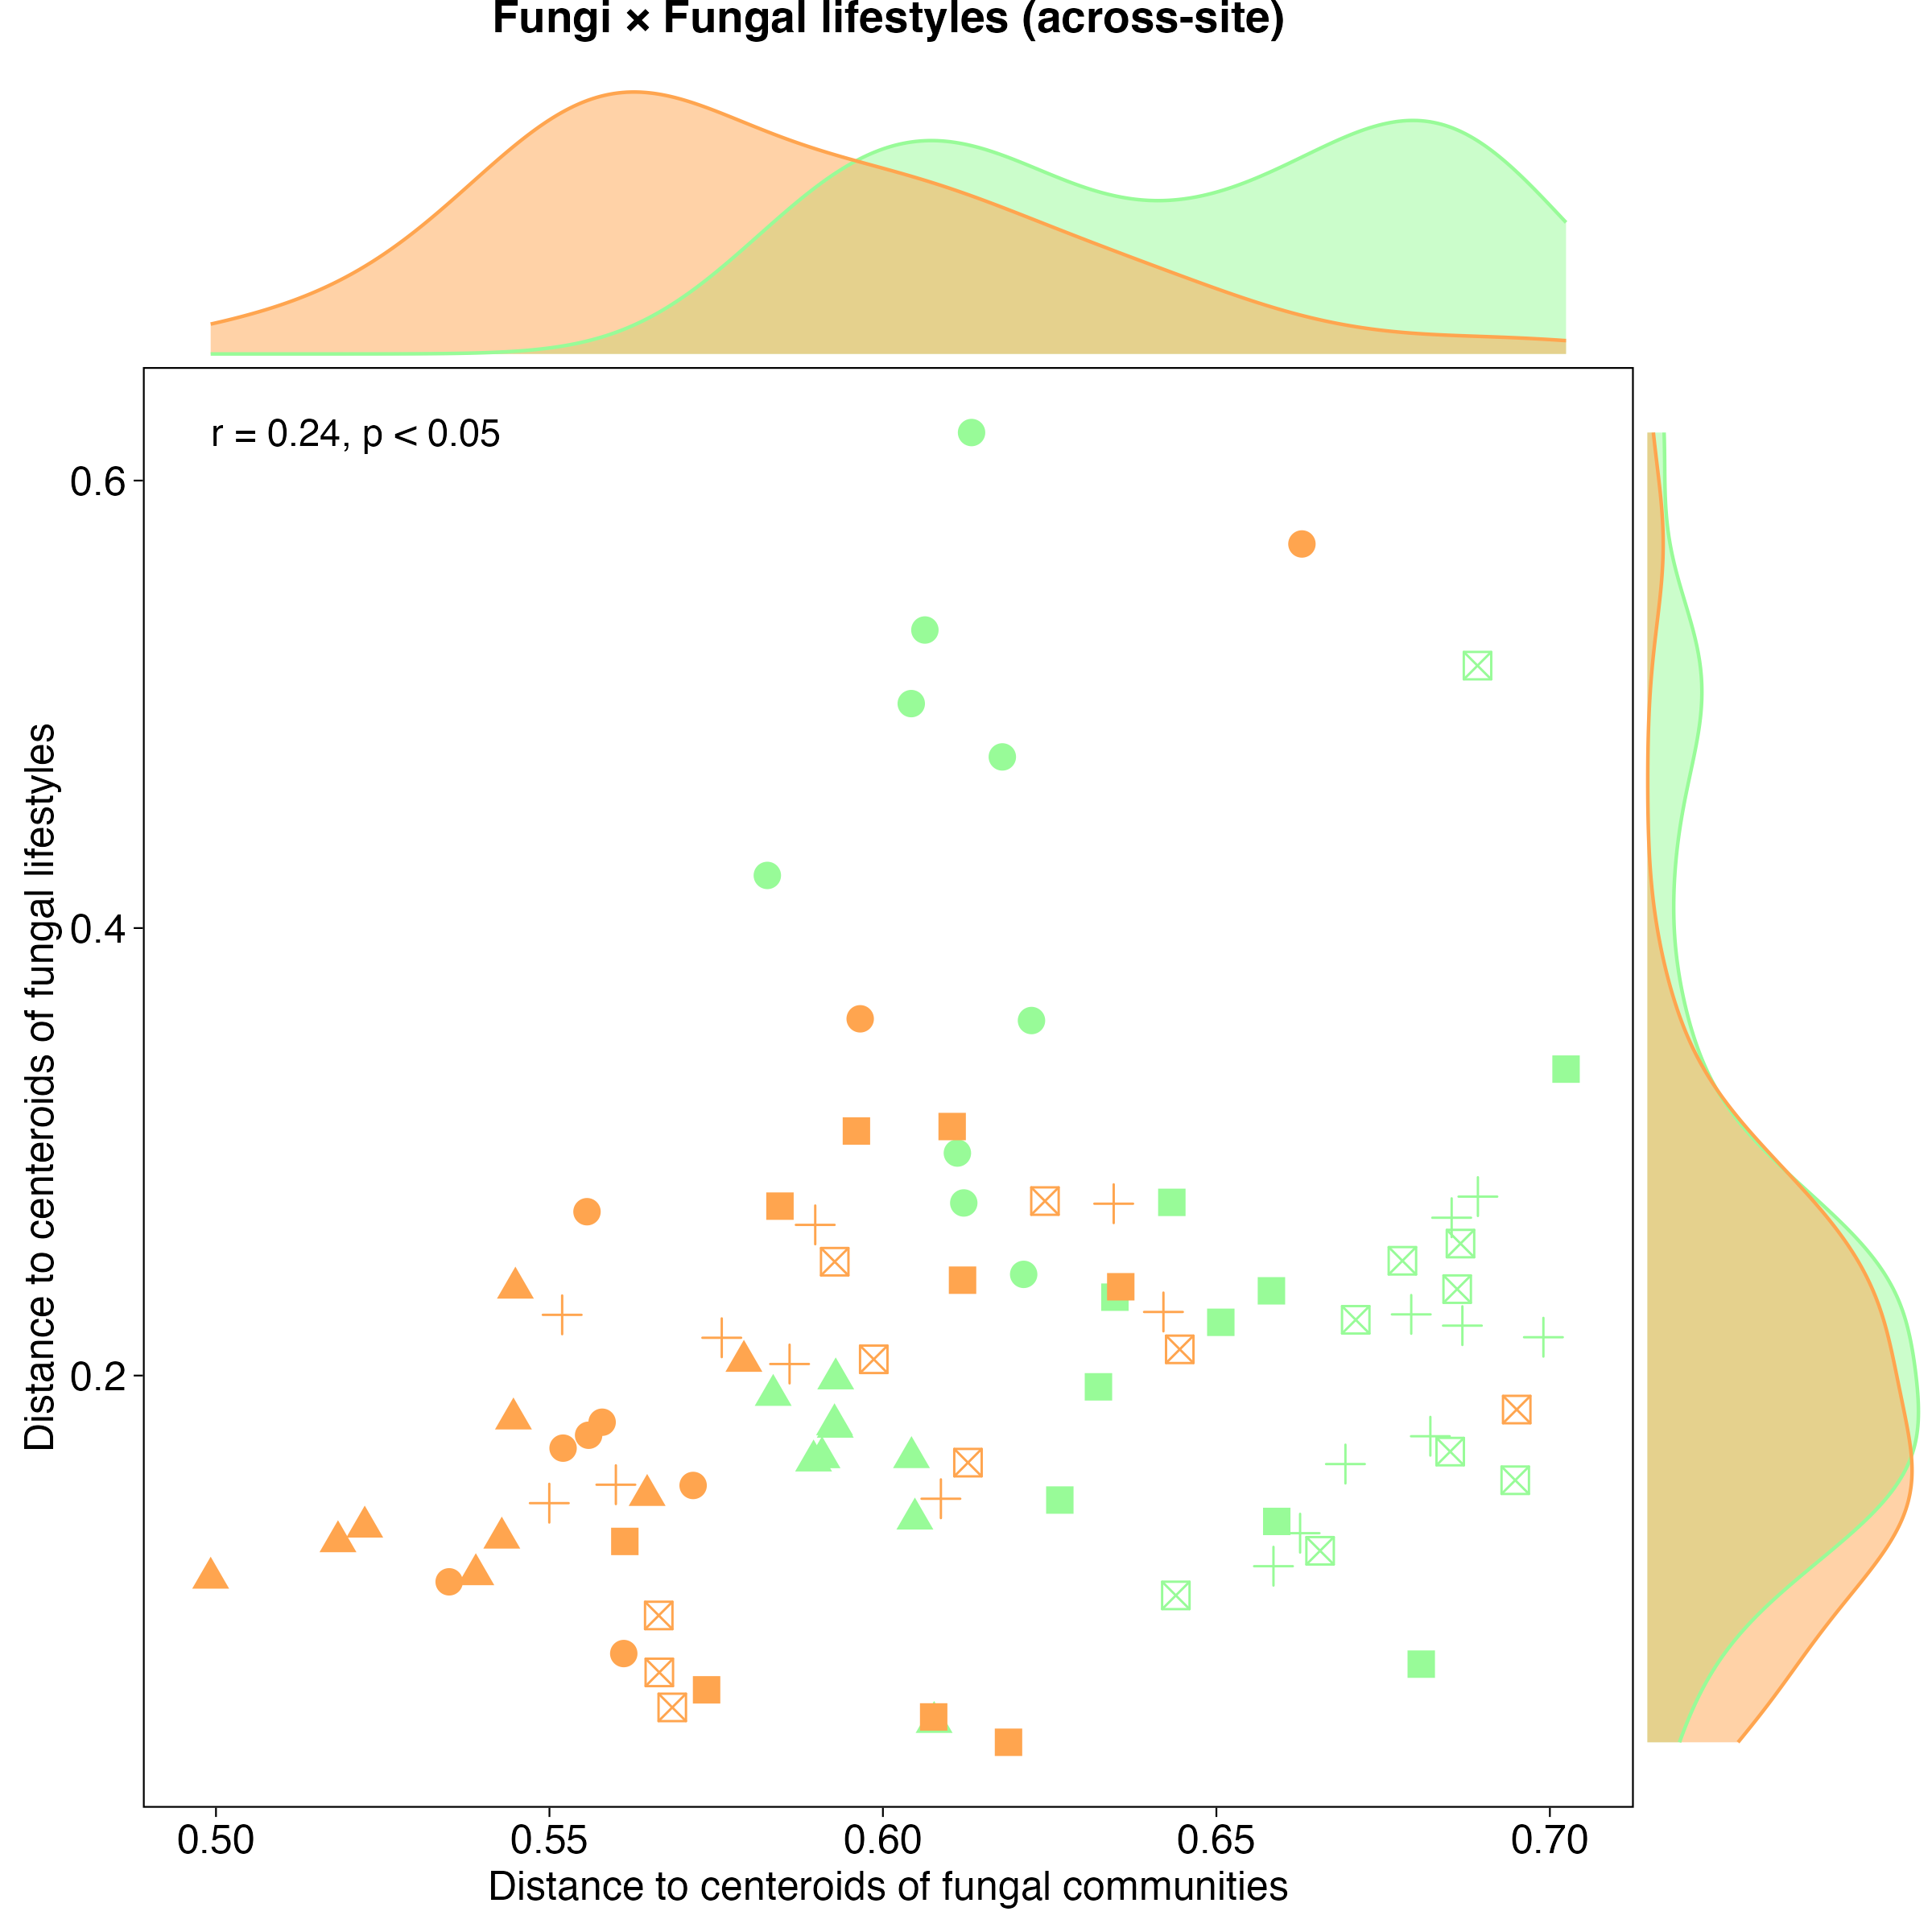 Fungi × Fungal lifestyles (across-site)
r = 0.24, p < 0.05
0.6
0.4
0.2
Distance to centeroids of fungal lifestyles
0.50 0.55 0.60 0.65 0.70
Distance to centeroids of fungal communities